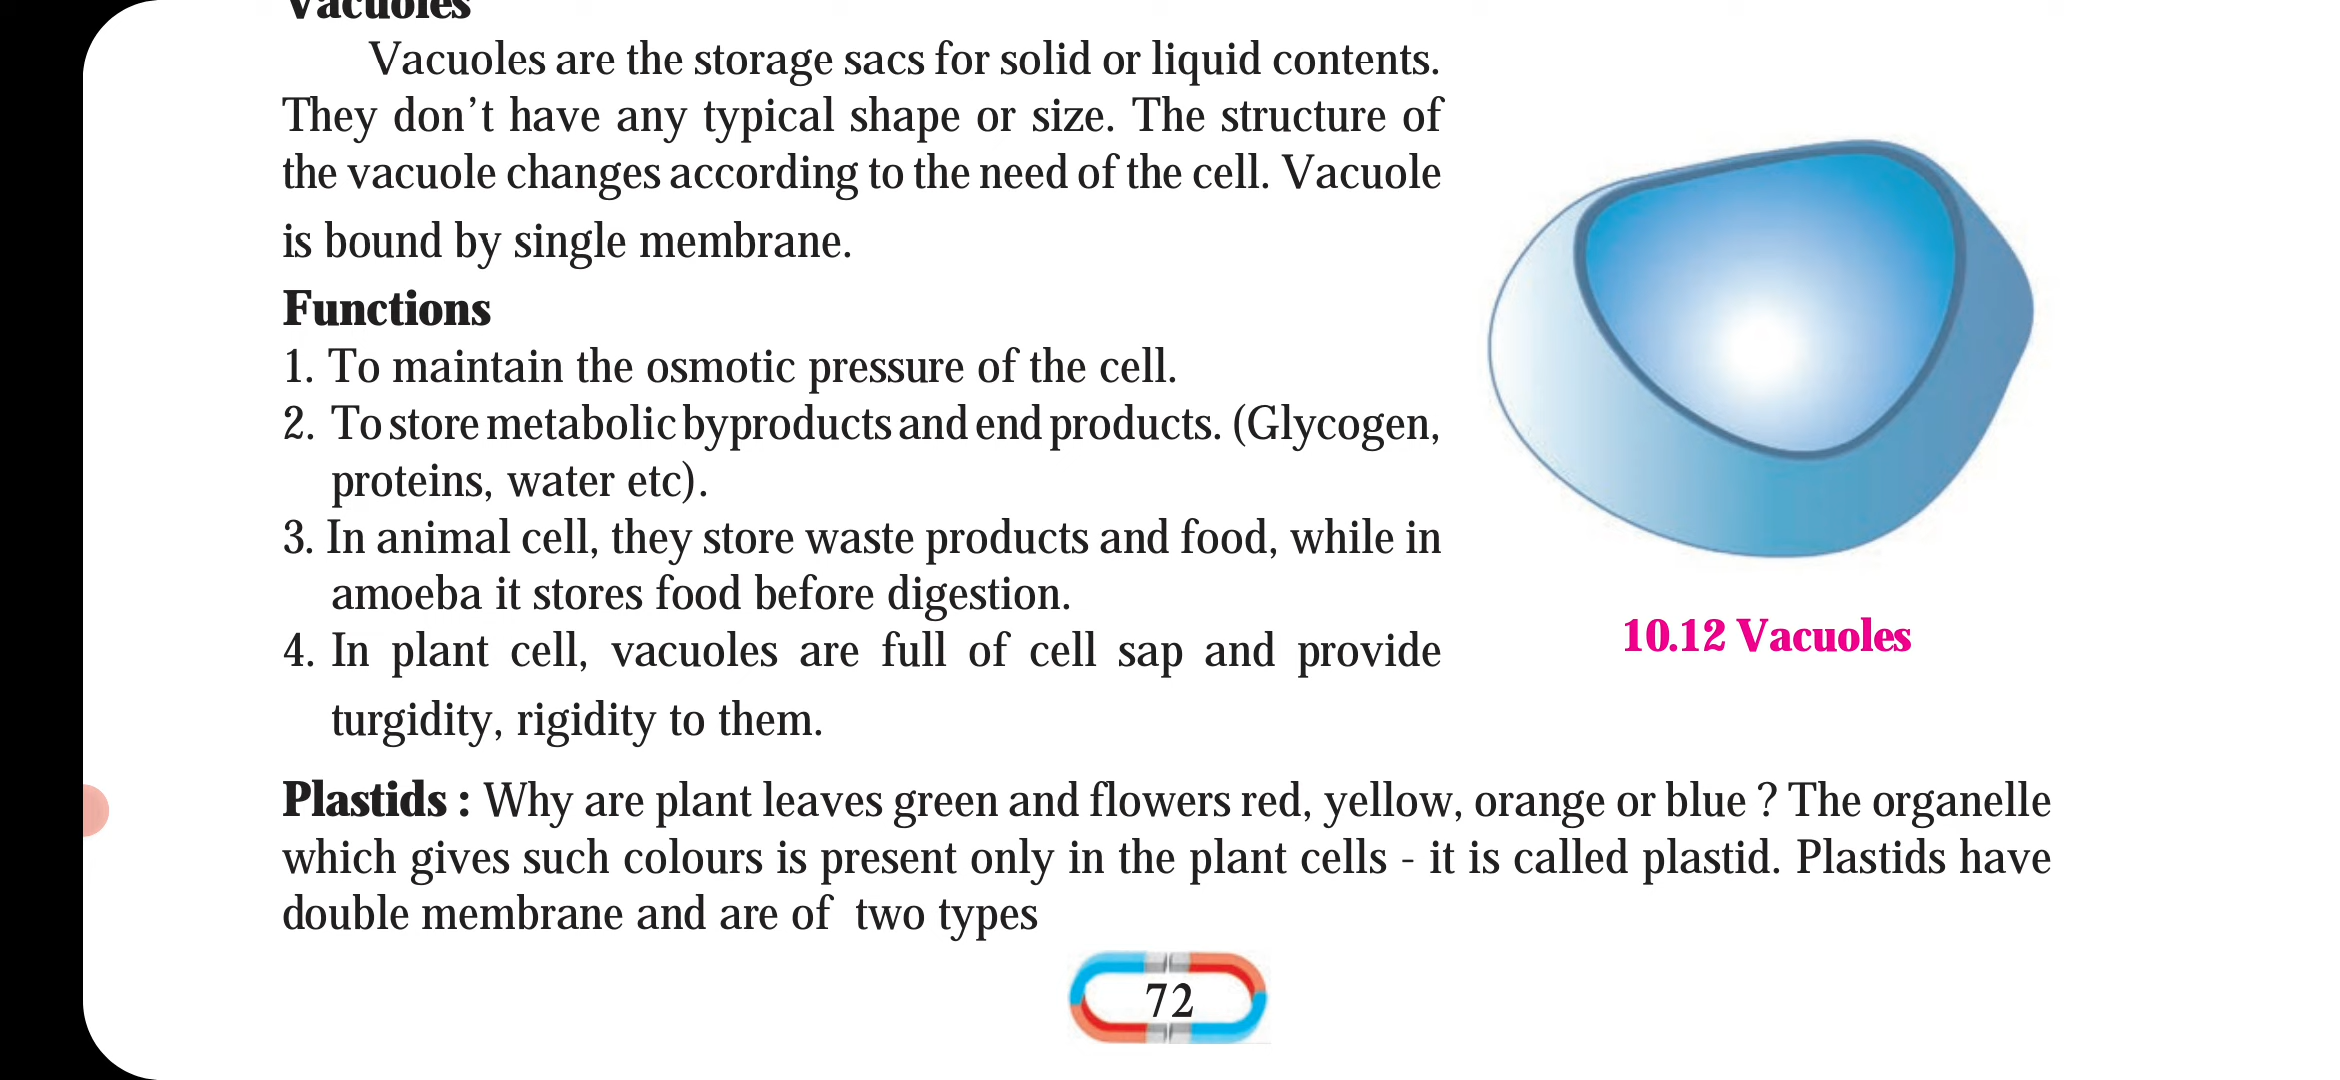 Vacuoles
Vacuoles are the storage sacs for solid or liquid contents.
They don’t have any typical shape or size. The structure of
the vacuole changes according to the need of the cell. Vacuole
is bound by single membrane.
Functions
1. To maintain the osmotic pressure of the cell.
2. To store metabolic byproducts and end products. (Glycogen,
proteins, water etc).
3. In animal cell, they store waste products and food, while in
amoeba it stores food before digestion.
4. In plant cell, vacuoles are full of cell sap and provide
turgidity, rigidity to them.
10.12 Vacuoles
Plastids : Why are plant leaves green and flowers red, yellow, orange or blue ? The organelle
which gives such colours is present only in the plant cells - it is called plastid. Plastids have
double membrane and are of two types
72